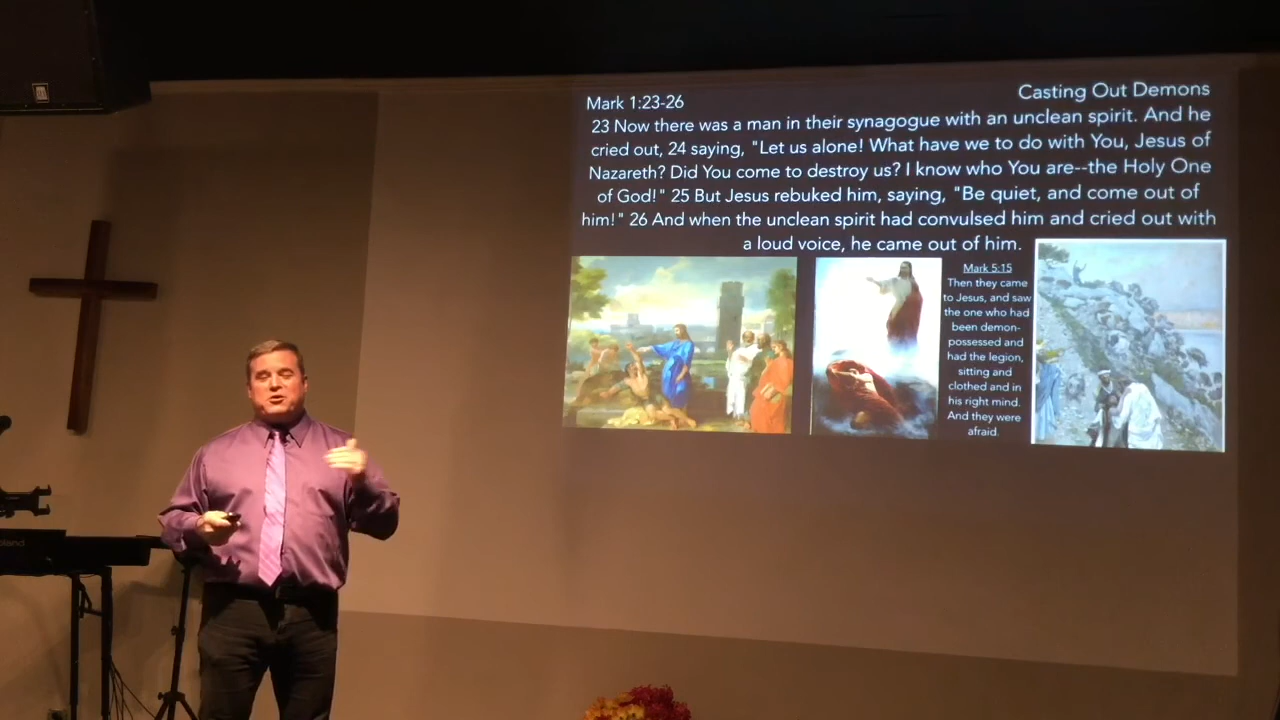 Mark 1:23-26
Casting Out Demons
23 Now there was a man in their synagogue with an unclean spirit. And he
cried out, 24 saying, "Let us alone! What have we to do with You, Jesus of
Nazareth? Did You come to destroy us? I know who You are--the Holy One
of God!" 25 But Jesus rebuked him, saying, "Be quiet, and come out of
him!" 26 And when the unclean spirit had convulsed him and cried out with
a loud voice, he came out of him.
Mark 5:15
Then they came
to Jesus, and saw
the one who had
been demon-
possessed and
had the legion,
sitting and
clothed and in
his right mind.
And they were
afraid.